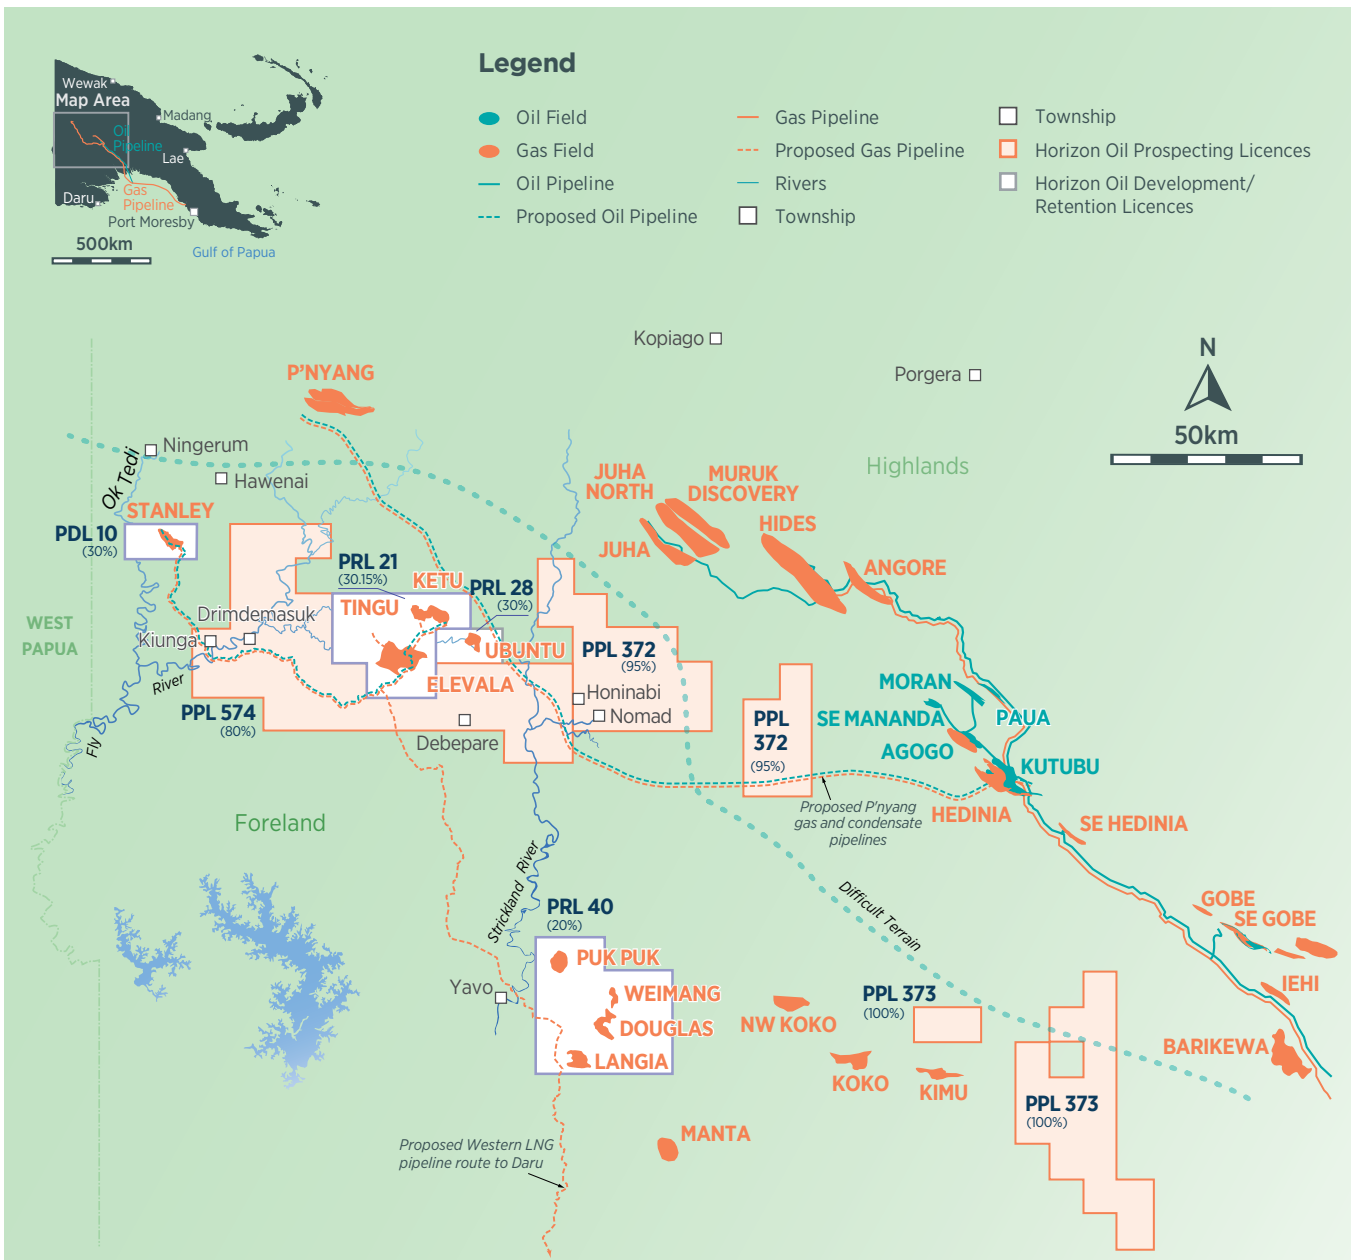 Legend
Oil Field
Gas Field
Oil Pipeline
Proposed Oil Pipeline
Gas Pipeline
Proposed Gas Pipeline
Rivers
Township
Township
Horizon Oil Prospecting Licences
Horizon Oil Development/
Retention Licences
Wewak
Map Area
Madang
Oil
Pipeline
Lae
Daru
Gas
Pipeline
Port Moresby
500km
Gulf of Papua
Kopiago
Porgera
N
50km
P'NYANG
Ningerum
Hawenai
Ok Tedi
STANLEY
PDL 10
(30%)
Highlands
JUHA
NORTH
MURUK
DISCOVERY
HIDES
JUHA
ANGORE
PRL 21
(30.15%)
KETU
PRL 28
(30%)
TINGU
Drimdemasuk
Kiunga
WEST
PAPUA
UBUNTU
PPL 372
(95%)
ELEVALA
River
Fly
PPL 574
(80%)
Honinabi
Nomad
Debepare
MORAN
SE MANANDA
PAUA
AGOGO
PPL
372
(95%)
KUTUBU
HEDINIA
Proposed P'nyang
gas and condensate
pipelines
SE HEDINIA
Foreland
Strickland River
Difficult Terrain
GOBE
SE GOBE
PRL 40
(20%)
PUK PUK
Yavo
WEIMANG
DOUGLAS
LANGIA
NW KOKO
PPL 373
(100%)
IEHI
BARIKEWA
KOKO
KIMU
PPL 373
(100%)
MANTA
Proposed Western LNG
pipeline route to Daru